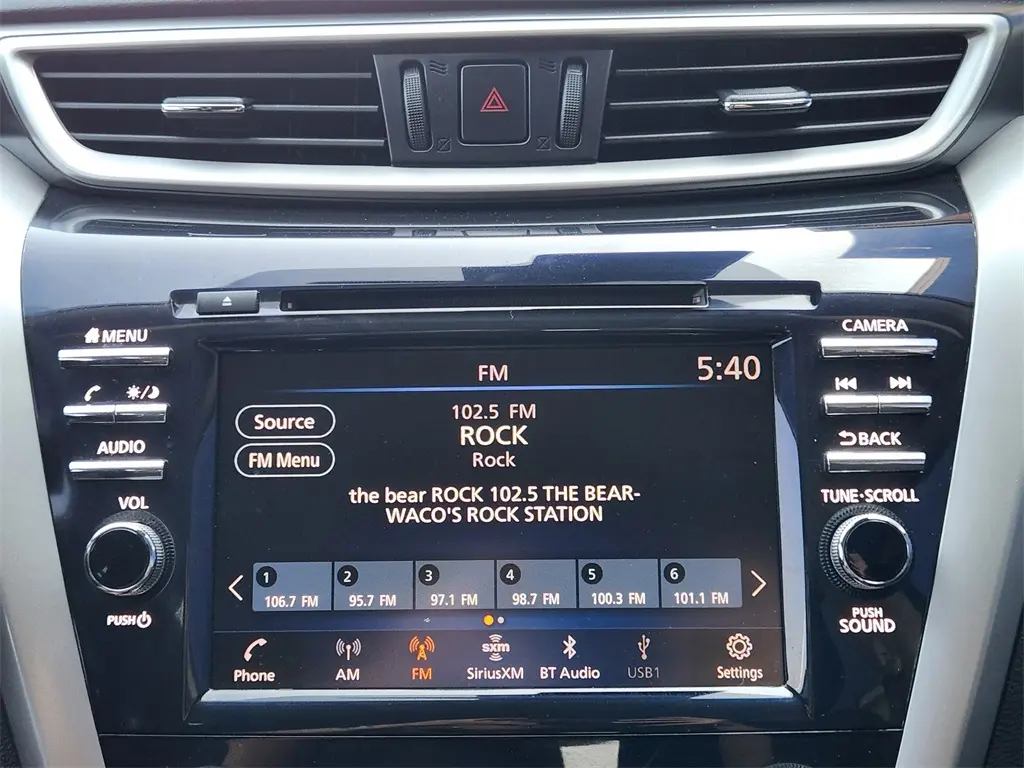 MENU
AUDIO
VOL
PUSH
CAMERA
BACK
TUNE·SCROLL
PUSH
SOUND
FM
5:40
Source
FM Menu
102.5 FM
ROCK
Rock
the bear ROCK 102.5 THE BEAR-
WACO'S ROCK STATION
1 2 3 4 5 6
106.7 FM 95.7 FM 97.1 FM 98.7 FM 100.3 FM 101.1 FM
sxm
Phone AM FM SiriusXM BT Audio USB1 Settings